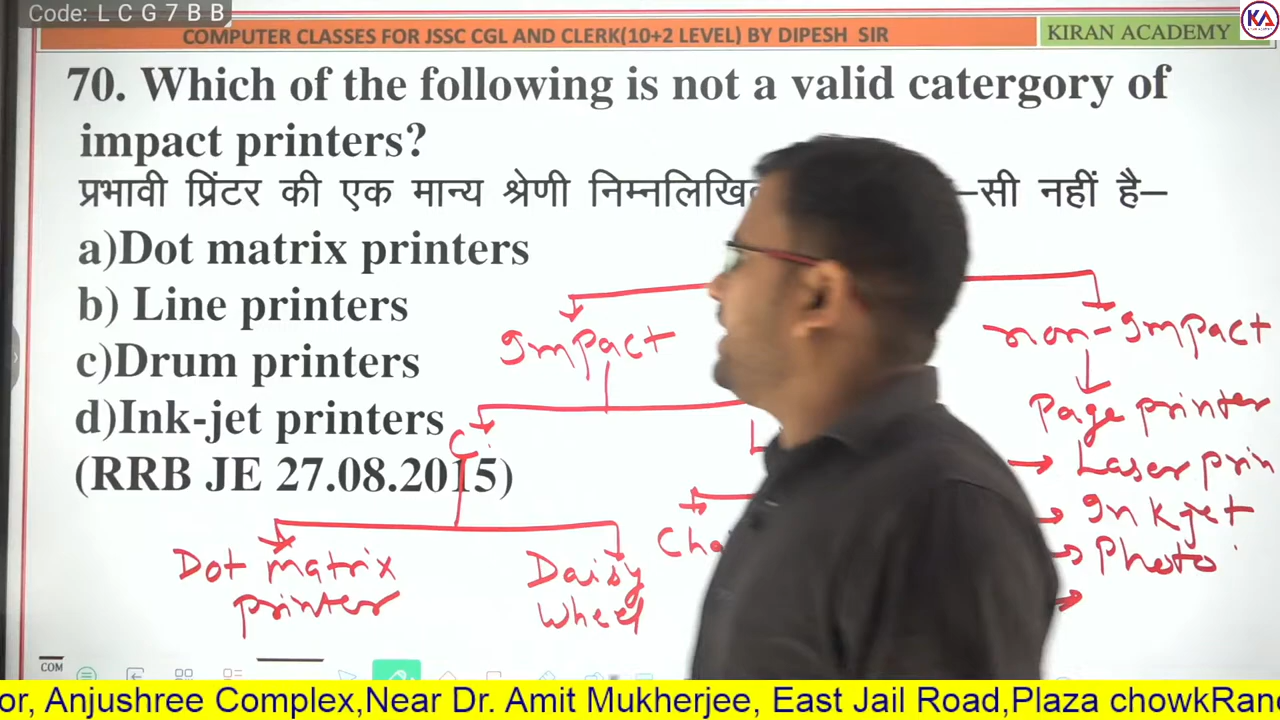 Code: L C G 7 B B
COMPUTER CLASSES FOR JSSC CGL AND CLERK(10+2 LEVEL) BY DIPESH SIR
KIRAN ACADEMY
KA
70. Which of the following is not a valid catergory of
impact printers?
प्रभावी प्रिंटर की एक मान्य श्रेणी
–सी नहीं है–
a)Dot matrix printers
b) Line printers
c)Drum printers
d)Ink-jet printers
(RRB JE 27.08.2015)
Impact
non-Impact
Page printer
Laser prin
Inkjet
Photo
Dot matrix
printer
Daisy
Wheel
COM
or, Anjushree Complex,Near Dr. Amit Mukherjee, East Jail Road,Plaza chowkRan